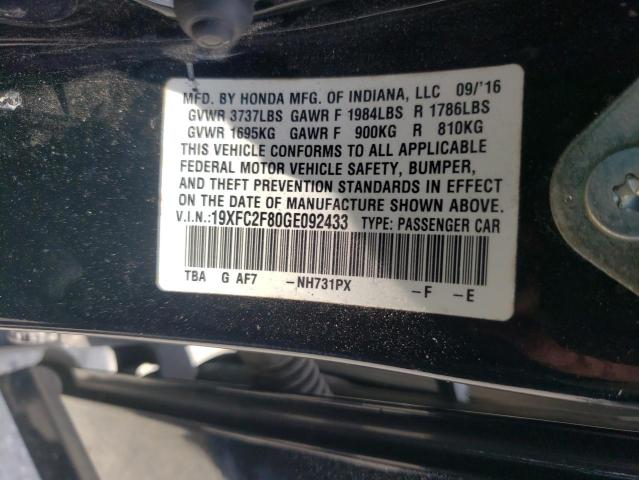 MFD. BY HONDA MFG. OF INDIANA, LLC 09/'16
GVWR 3737LBS GAWR F 1984LBS R 1786LBS
GVWR 1695KG GAWR F 900KG R 810KG
THIS VEHICLE CONFORMS TO ALL APPLICABLE
FEDERAL MOTOR VEHICLE SAFETY, BUMPER,
AND THEFT PREVENTION STANDARDS IN EFFECT
ON THE DATE OF MANUFACTURE SHOWN ABOVE.
V.I.N.:19XFC2F80GE092433 TYPE: PASSENGER CAR
TBA G AF7 -NH731PX -F -E